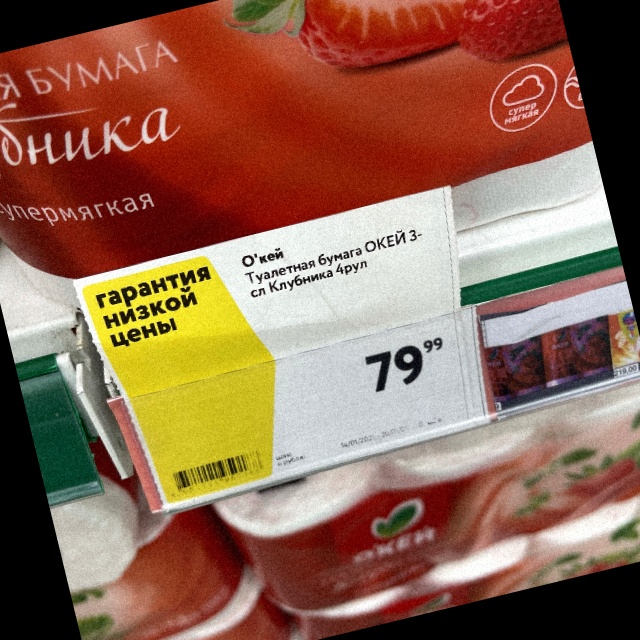 Я БУМАГА
бника
супермягкая
супер
мягкая
гарантия
низкой
цены
О'кей
Туалетная бумага ОКЕЙ 3-
сл Клубника 4рул
79 99
ОКЕЙ